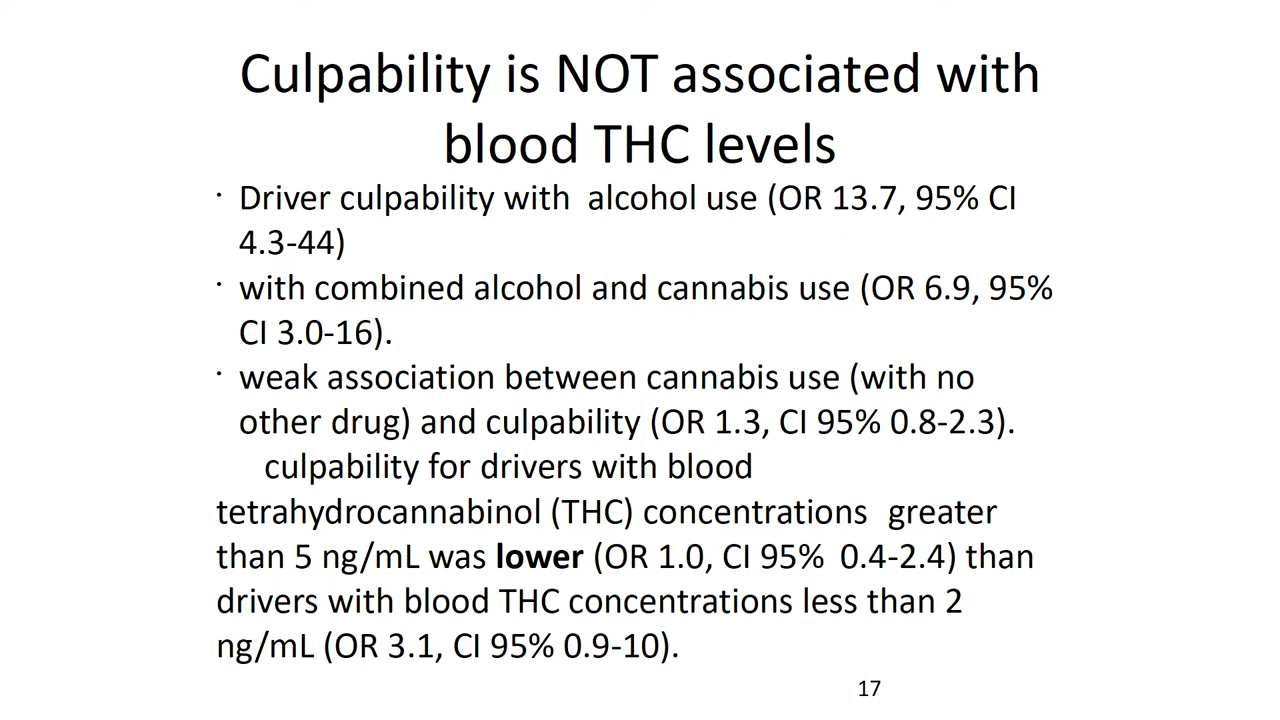 Culpability is NOT associated with
blood THC levels
· Driver culpability with  alcohol use (OR 13.7, 95% CI
4.3-44)
· with combined alcohol and cannabis use (OR 6.9, 95%
CI 3.0-16).
· weak association between cannabis use (with no
other drug) and culpability (OR 1.3, CI 95% 0.8-2.3).
culpability for drivers with blood
tetrahydrocannabinol (THC) concentrations  greater
than 5 ng/mL was lower (OR 1.0, CI 95%  0.4-2.4) than
drivers with blood THC concentrations less than 2
ng/mL (OR 3.1, CI 95% 0.9-10).
17